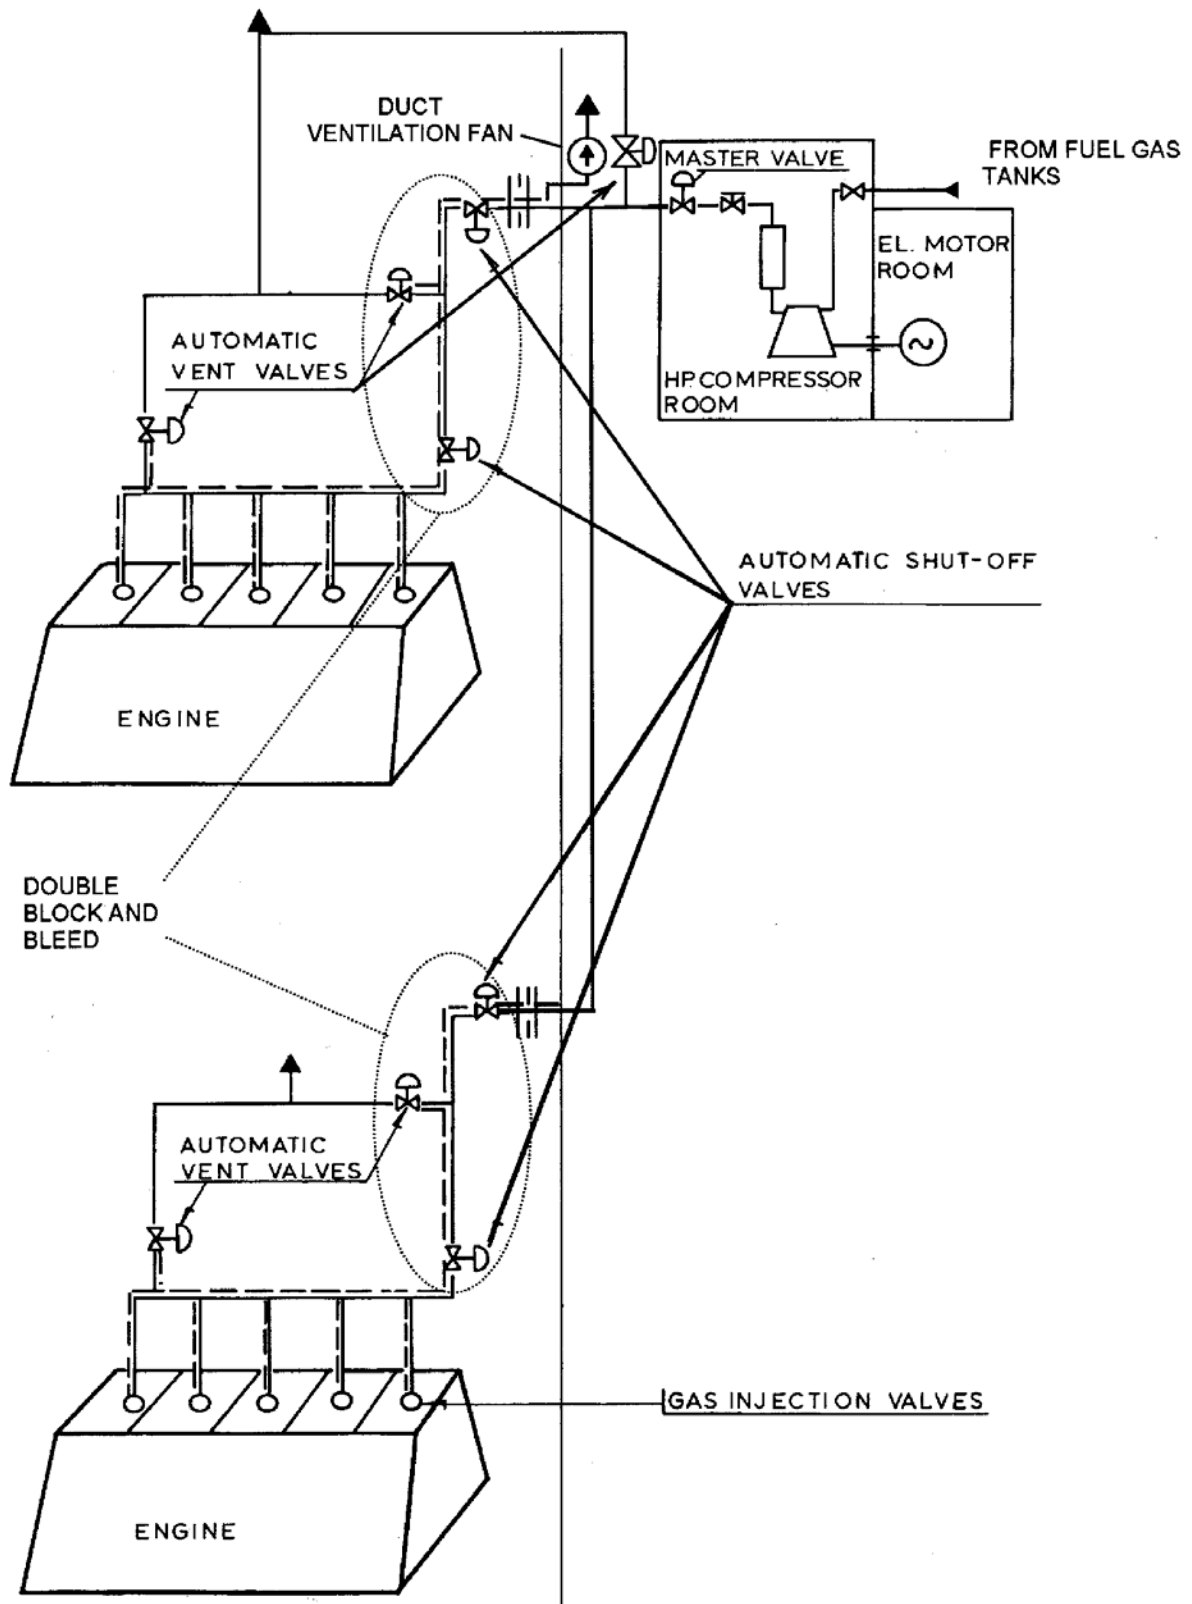 DUCT
VENTILATION FAN
MASTER VALVE
FROM FUEL GAS
TANKS
EL. MOTOR
ROOM
AUTOMATIC
VENT VALVES
HP.COMPRESSOR
ROOM
AUTOMATIC SHUT-OFF
VALVES
ENGINE
DOUBLE
BLOCK AND
BLEED
AUTOMATIC
VENT VALVES
GAS INJECTION VALVES
ENGINE